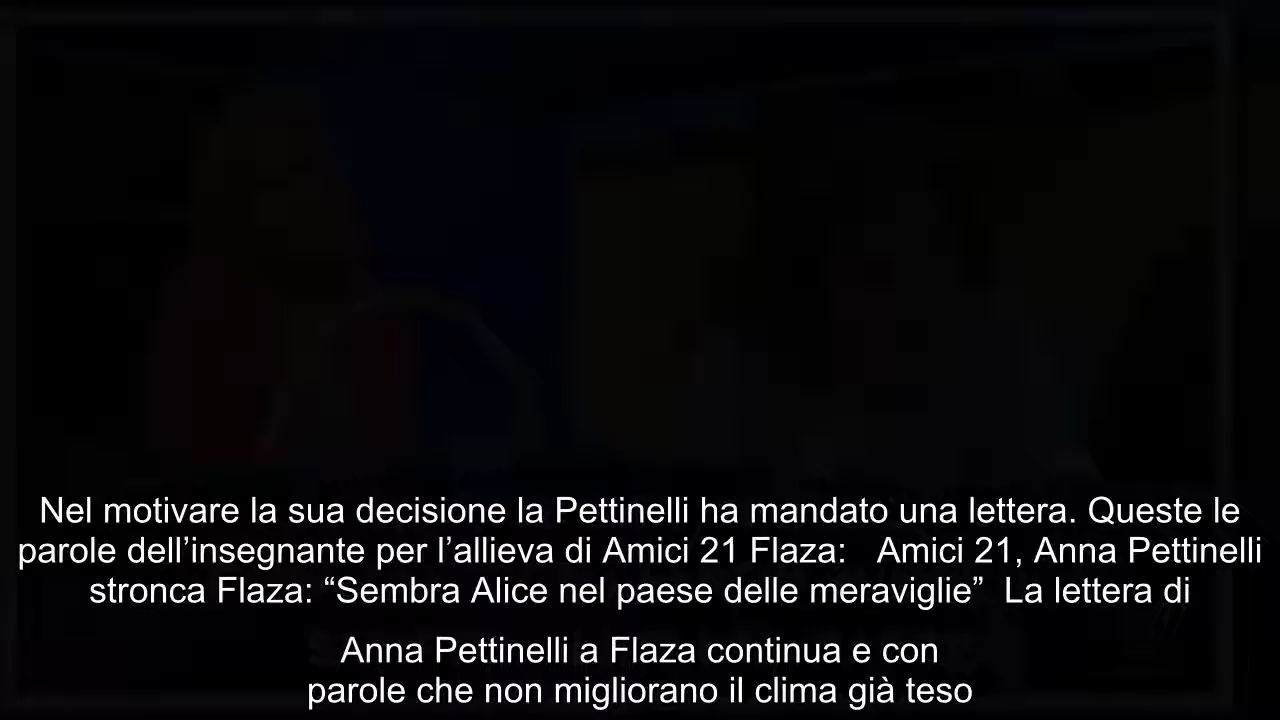 Nel motivare la sua decisione la Pettinelli ha mandato una lettera. Queste le
parole dell’insegnante per l’allieva di Amici 21 Flaza:   Amici 21, Anna Pettinelli
stronca Flaza: “Sembra Alice nel paese delle meraviglie”  La lettera di
Anna Pettinelli a Flaza continua e con
parole che non migliorano il clima già teso